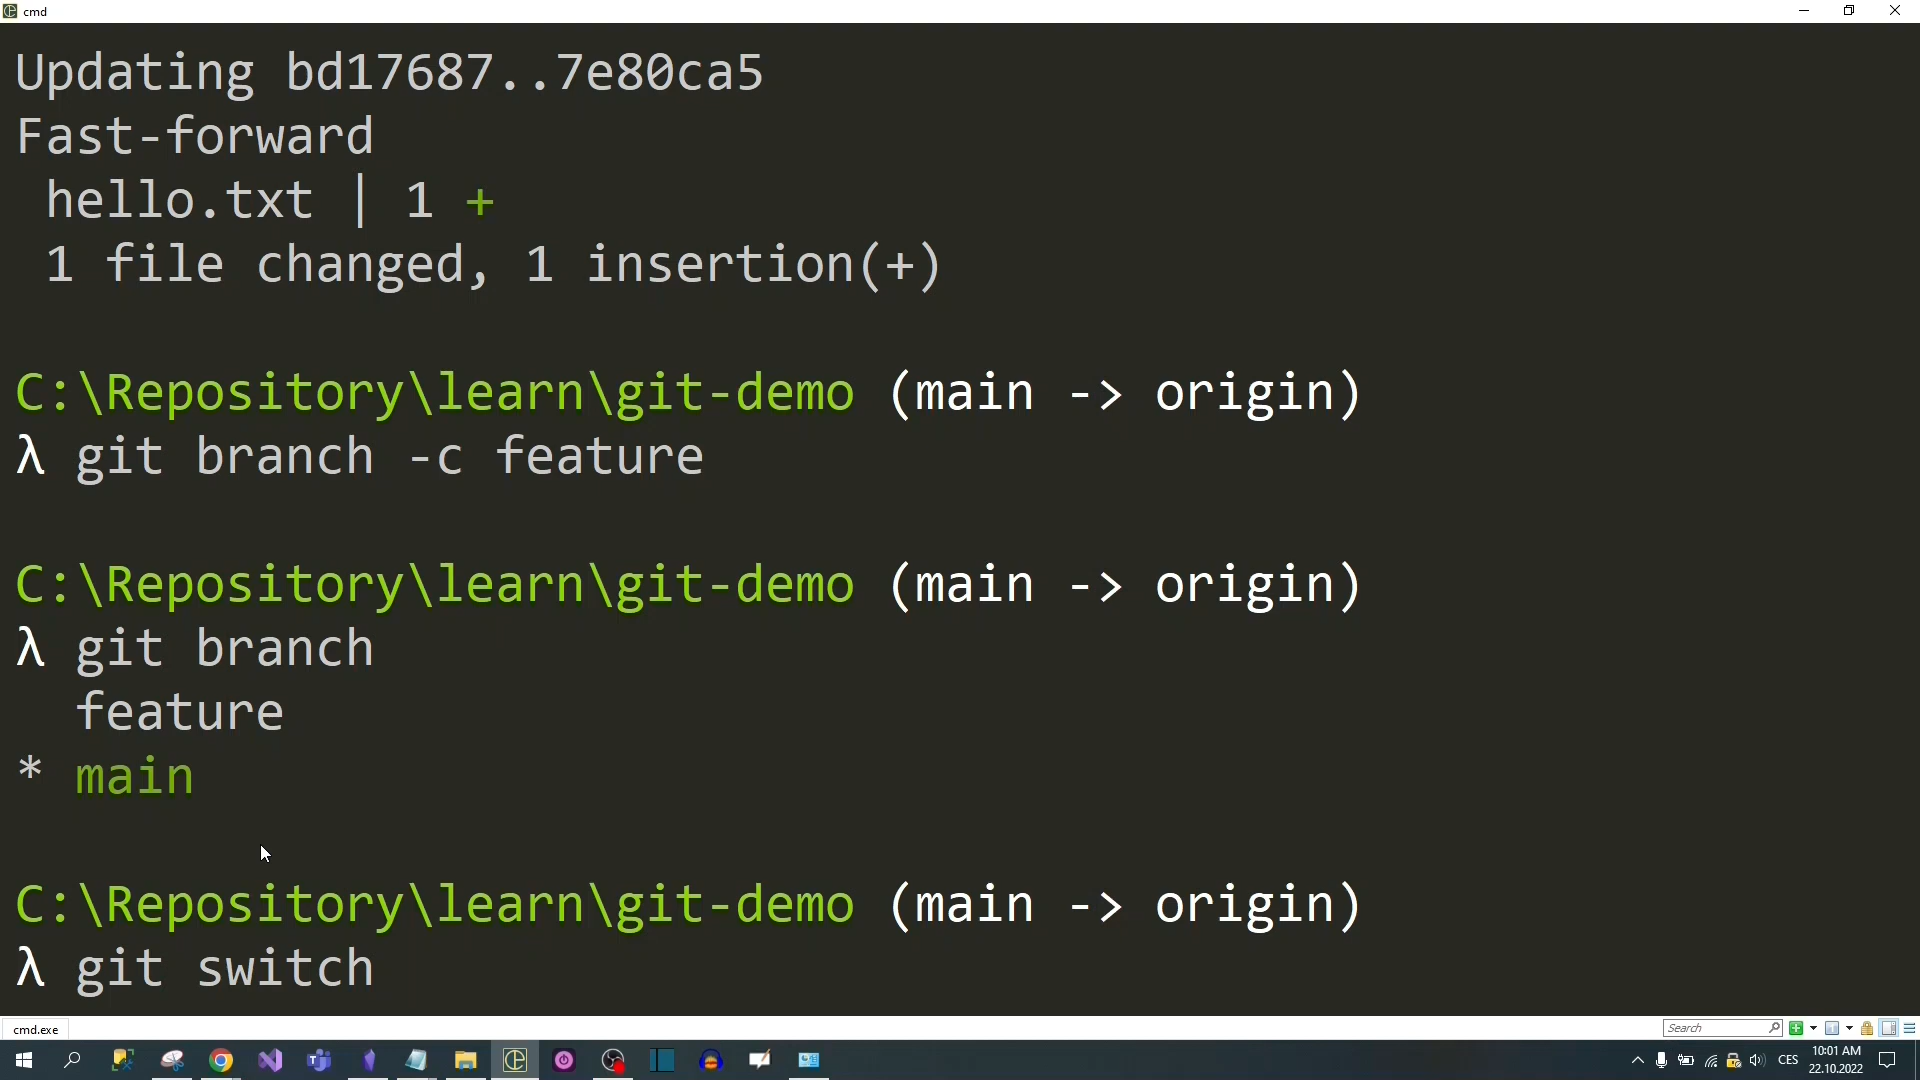 cmd
Updating bd17687..7e80ca5
Fast-forward
hello.txt | 1 +
1 file changed, 1 insertion(+)
C:\Repository\learn\git-demo (main -> origin)
λ git branch -c feature
C:\Repository\learn\git-demo (main -> origin)
λ git branch
feature
* main
C:\Repository\learn\git-demo (main -> origin)
λ git switch
cmd.exe
Search
CES
10:01 AM
22.10.2022